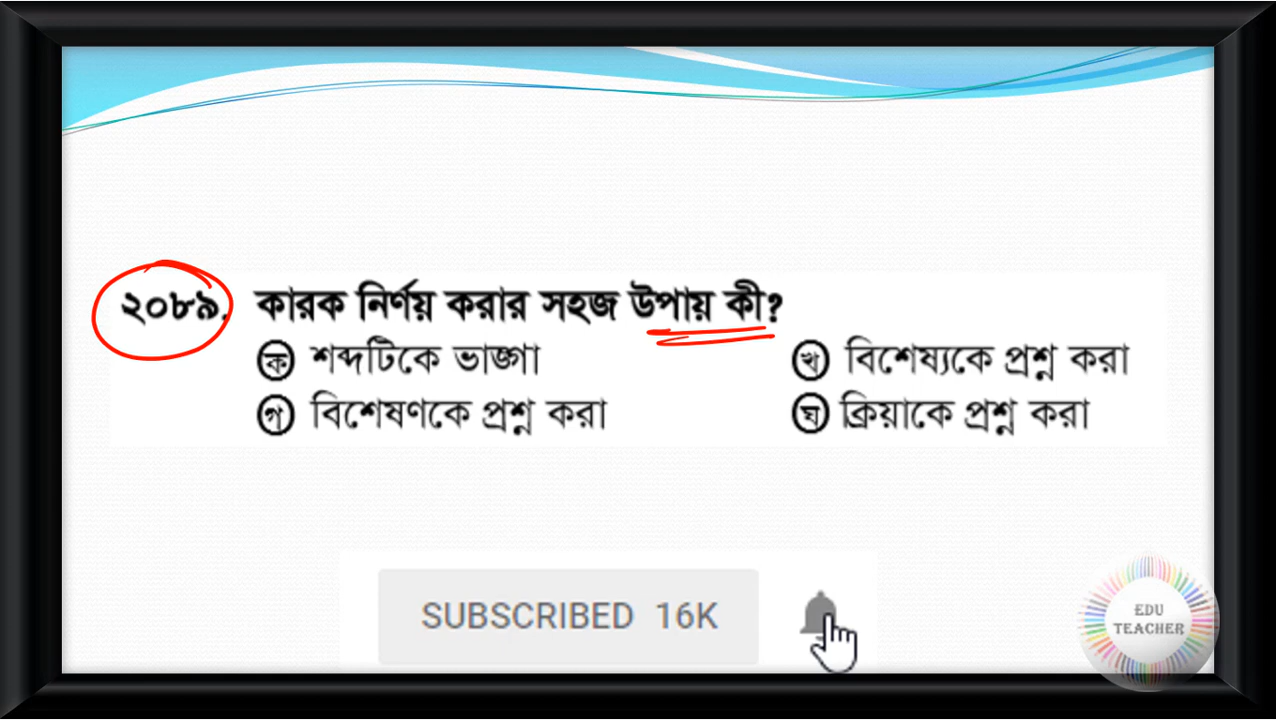 ২০৮৯. কারক নির্ণয় করার সহজ উপায় কী?
ক শব্দটিকে ভাঙ্গা খ বিশেষ্যকে প্রশ্ন করা
গ বিশেষণকে প্রশ্ন করা ঘ ক্রিয়াকে প্রশ্ন করা
SUBSCRIBED 16K
EDU
TEACHER